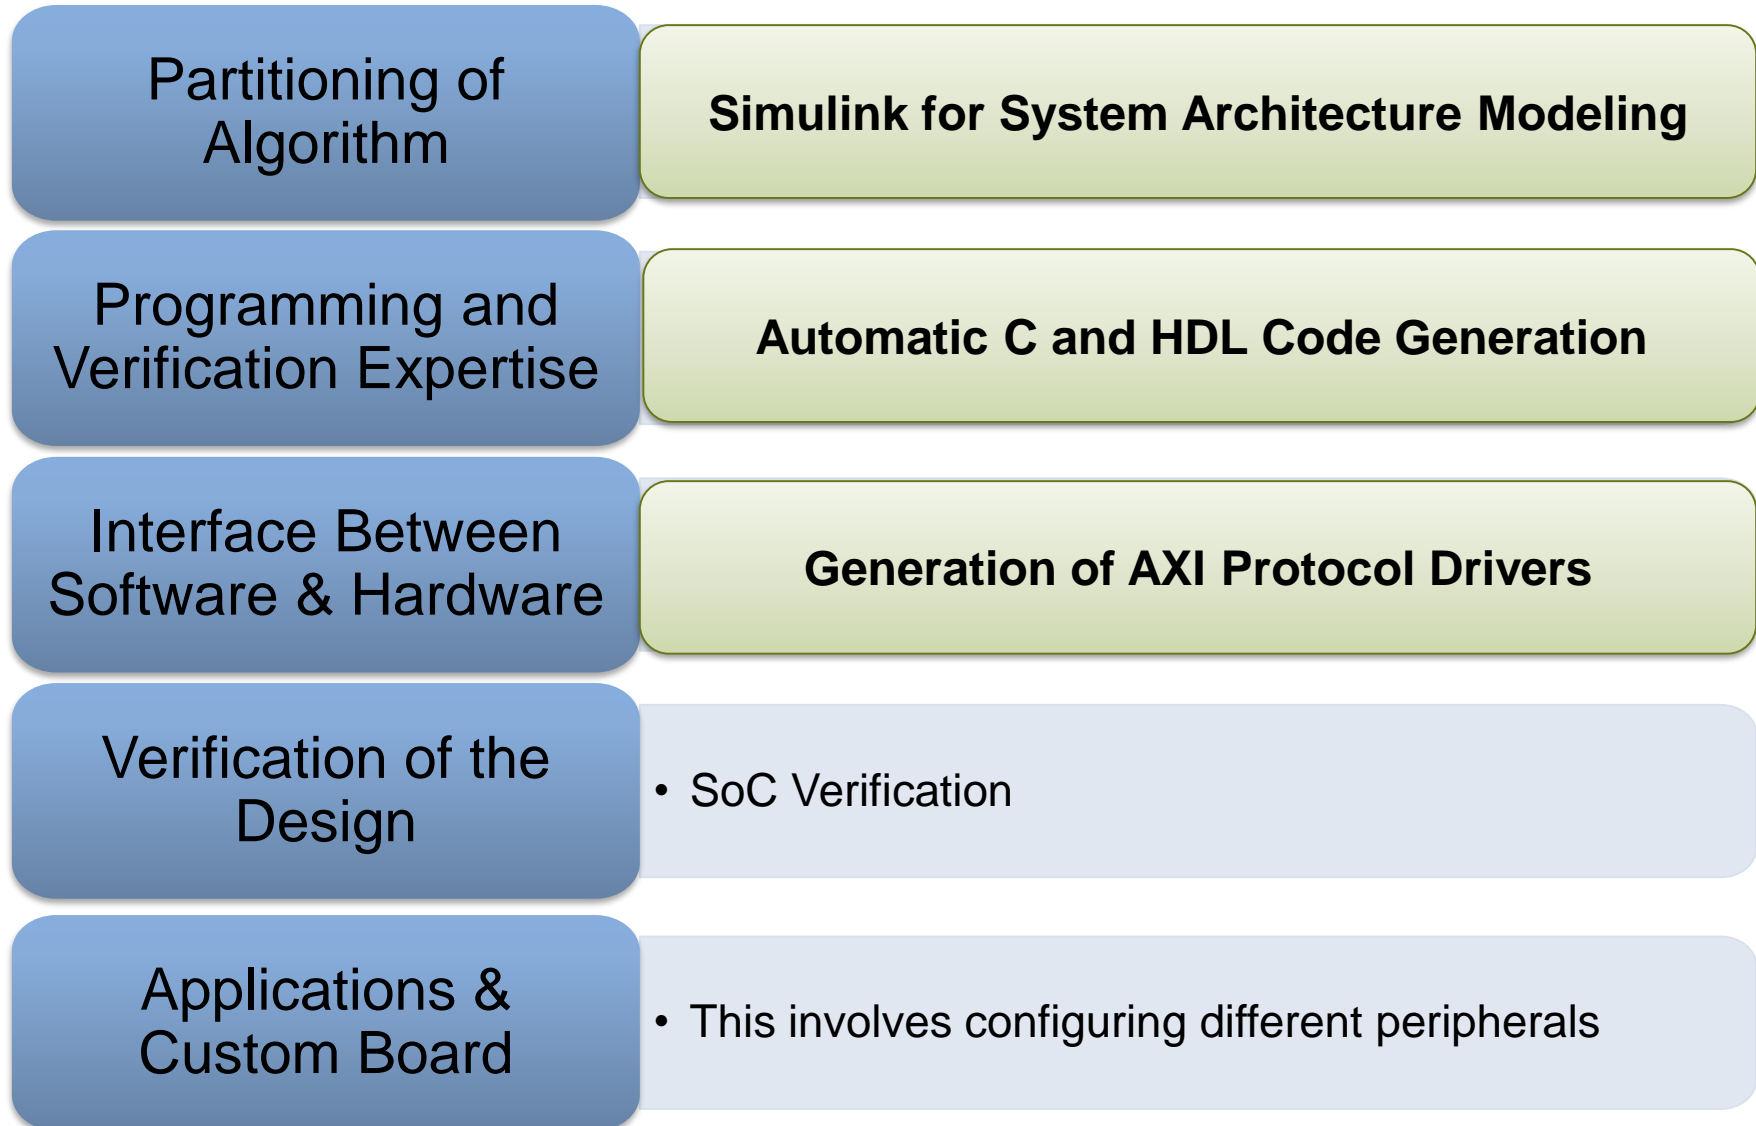 Partitioning of
Algorithm
Simulink for System Architecture Modeling
Programming and
Verification Expertise
Automatic C and HDL Code Generation
Interface Between
Software & Hardware
Generation of AXI Protocol Drivers
Verification of the
Design
• SoC Verification
Applications &
Custom Board
• This involves configuring different peripherals